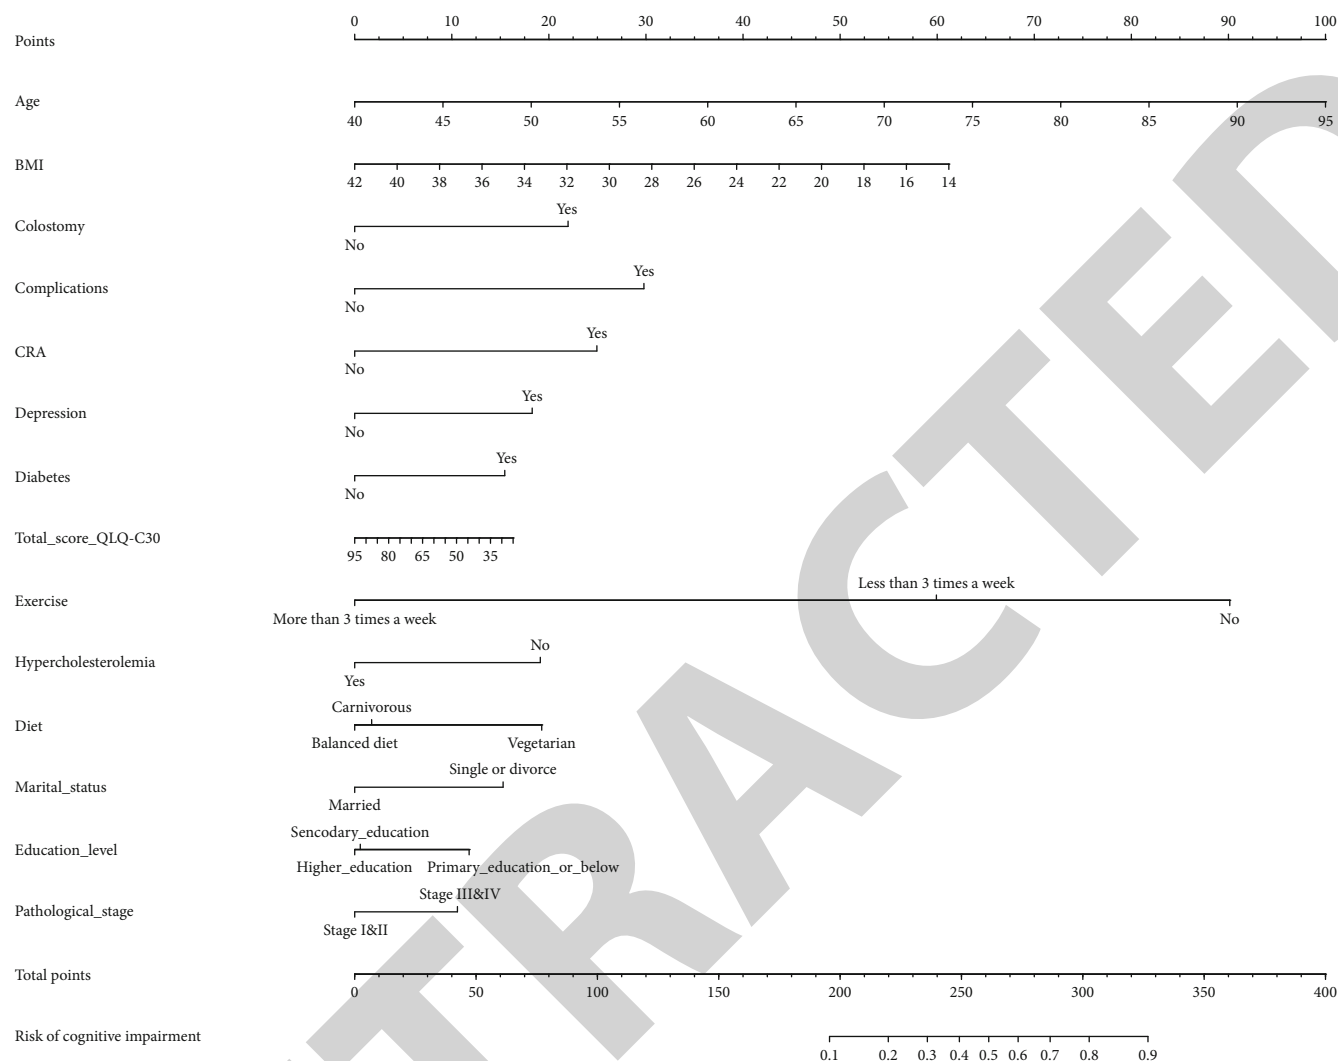 Points 0 10 20 30 40 50 60 70 80 90 100
Age
40 45 50 55 60 65 70 75 80 85 90 95
BMI
42 40 38 36 34 32 30 28 26 24 22 20 18 16 14
Yes
Colostomy
No
Yes
Complications
No
Yes
CRA
No
Yes
Depression
No
Yes
Diabetes
No
Total_score_QLQ-C30
95 80 65 50 35
Less than 3 times a week
Exercise
More than 3 times a week No
No
Hypercholesterolemia
Yes
Carnivorous
Diet
Balanced diet Vegetarian
Single or divorce
Marital_status
Married
Sencodary_education
Education_level
Higher_education Primary_education_or_below
Stage III&IV
Pathological_stage
Stage I&II
Total points
0 50 100 150 200 250 300 350 400
Risk of cognitive impairment
0.1 0.2 0.3 0.4 0.5 0.6 0.7 0.8 0.9